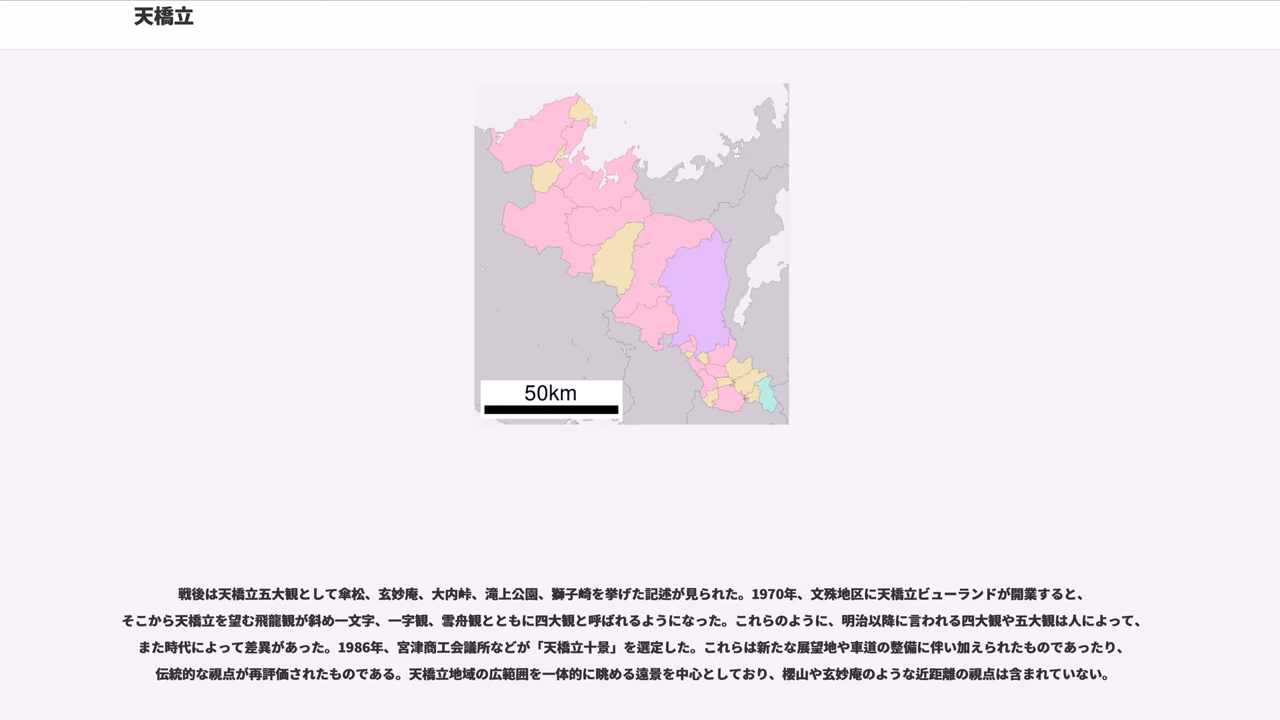 天橋立
50km
戦後は天橋立五大観として傘松、玄妙庵、大内峠、滝上公園、獅子崎を挙げた記述が見られた。1970年、文殊地区に天橋立ビューランドが開業すると、
そこから天橋立を望む飛龍観が斜め一文字、一字観、雪舟観とともに四大観と呼ばれるようになった。これらのように、明治以降に言われる四大観や五大観は人によって、
また時代によって差異があった。1986年、宮津商工会議所などが「天橋立十景」を選定した。これらは新たな展望地や車道の整備に伴い加えられたものであったり、
伝統的な視点が再評価されたものである。天橋立地域の広範囲を一体的に眺める遠景を中心としており、櫻山や玄妙庵のような近距離の視点は含まれていない。